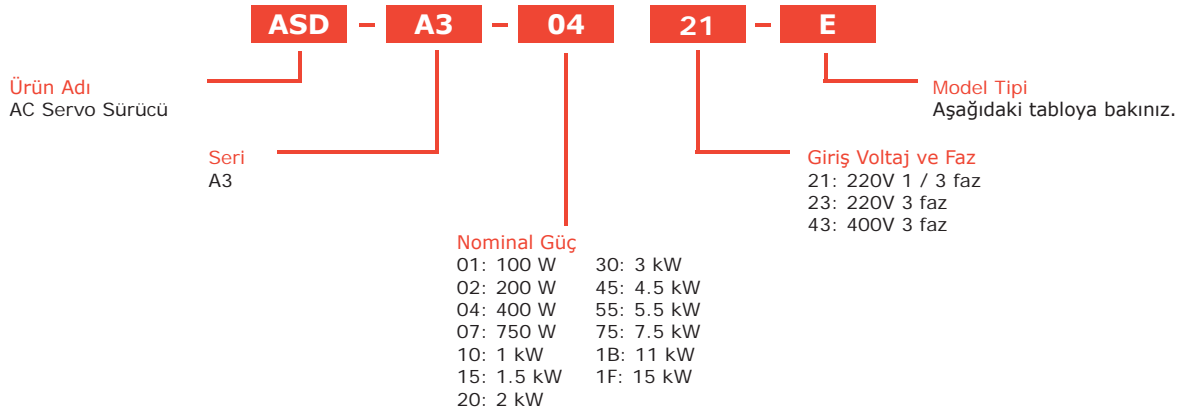 ASD - A3 - 04 21 - E
Ürün Adı
AC Servo Sürücü
Model Tipi
Aşağıdaki tabloya bakınız.
Seri
A3
Giriş Voltaj ve Faz
21: 220V 1 / 3 faz
23: 220V 3 faz
43: 400V 3 faz
Nominal Güç
01: 100 W 30: 3 kW
02: 200 W 45: 4.5 kW
04: 400 W 55: 5.5 kW
07: 750 W 75: 7.5 kW
10: 1 kW 1B: 11 kW
15: 1.5 kW 1F: 15 kW
20: 2 kW